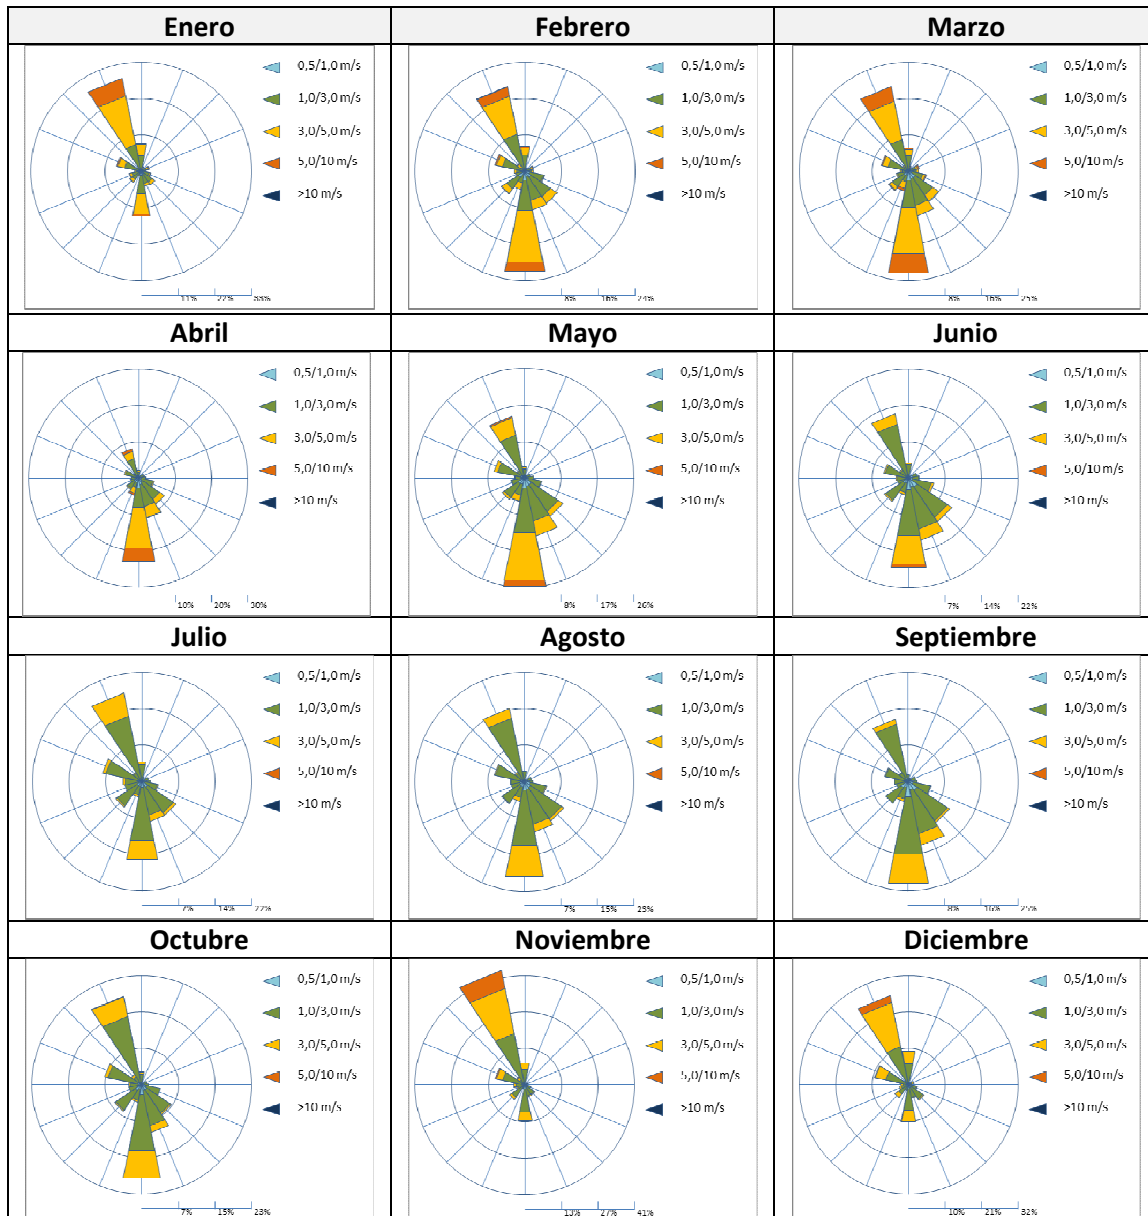 Enero
Febrero
Marzo
0,5/1,0 m/s
1,0/3,0 m/s
3,0/5,0 m/s
5,0/10 m/s
>10 m/s
11% 22% 33%
0,5/1,0 m/s
1,0/3,0 m/s
3,0/5,0 m/s
5,0/10 m/s
>10 m/s
8% 16% 24%
0,5/1,0 m/s
1,0/3,0 m/s
3,0/5,0 m/s
5,0/10 m/s
>10 m/s
8% 16% 25%
Abril
Mayo
Junio
0,5/1,0 m/s
1,0/3,0 m/s
3,0/5,0 m/s
5,0/10 m/s
>10 m/s
10% 20% 30%
0,5/1,0 m/s
1,0/3,0 m/s
3,0/5,0 m/s
5,0/10 m/s
>10 m/s
8% 17% 26%
0,5/1,0 m/s
1,0/3,0 m/s
3,0/5,0 m/s
5,0/10 m/s
>10 m/s
7% 14% 22%
Julio
Agosto
Septiembre
0,5/1,0 m/s
1,0/3,0 m/s
3,0/5,0 m/s
5,0/10 m/s
>10 m/s
7% 14% 22%
0,5/1,0 m/s
1,0/3,0 m/s
3,0/5,0 m/s
5,0/10 m/s
>10 m/s
7% 15% 23%
0,5/1,0 m/s
1,0/3,0 m/s
3,0/5,0 m/s
5,0/10 m/s
>10 m/s
8% 16% 25%
Octubre
Noviembre
Diciembre
0,5/1,0 m/s
1,0/3,0 m/s
3,0/5,0 m/s
5,0/10 m/s
>10 m/s
7% 15% 23%
0,5/1,0 m/s
1,0/3,0 m/s
3,0/5,0 m/s
5,0/10 m/s
>10 m/s
13% 27% 41%
0,5/1,0 m/s
1,0/3,0 m/s
3,0/5,0 m/s
5,0/10 m/s
>10 m/s
10% 21% 32%